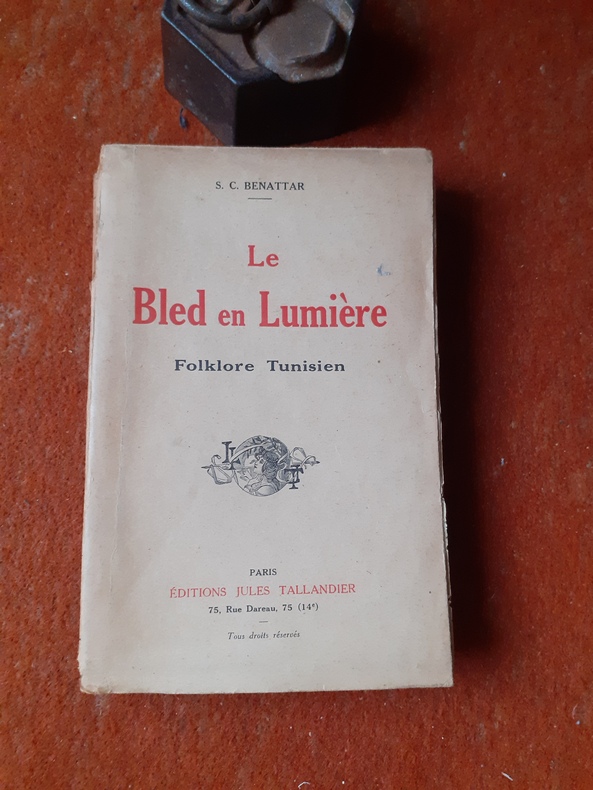 S. C. BENATTAR
Le
Bled en Lumière
Folklore Tunisien
J T
PARIS
ÉDITIONS JULES TALLANDIER
75, Rue Dareau, 75 (14ᵉ)
Tous droits réservés